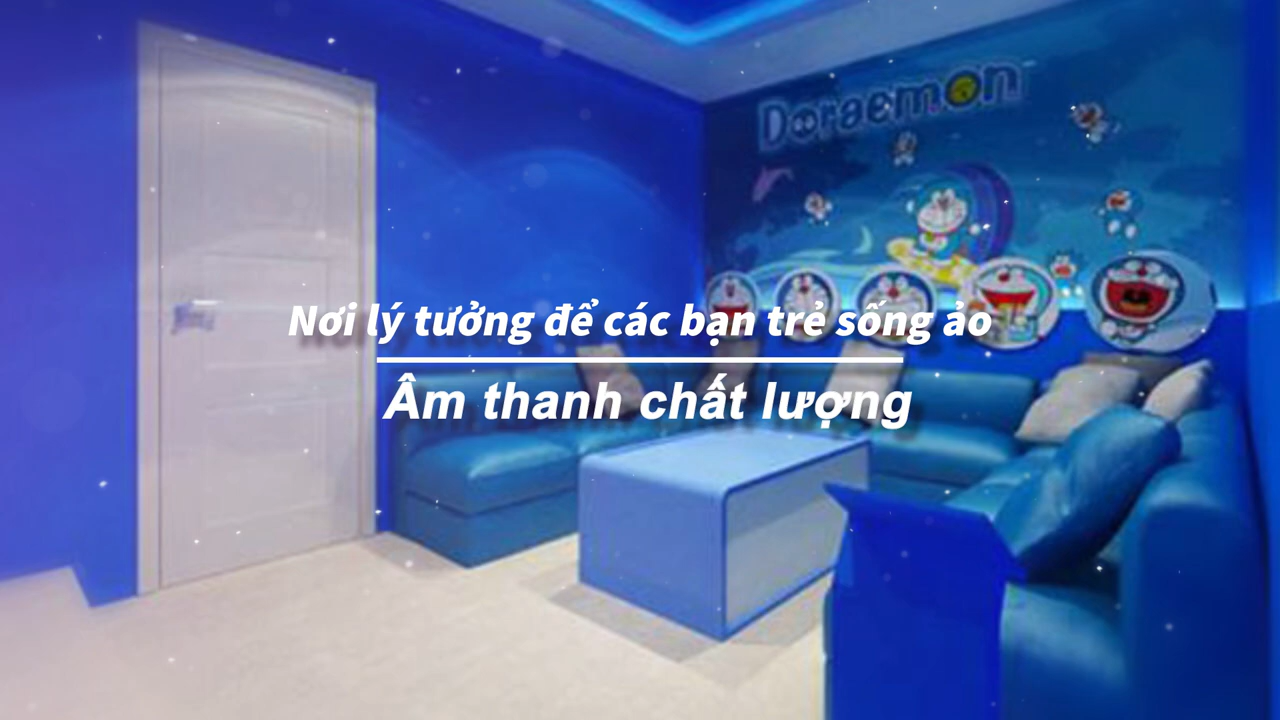 Doraemon
Nơi lý tưởng để các bạn trẻ sống ảo
Âm thanh chất lượng